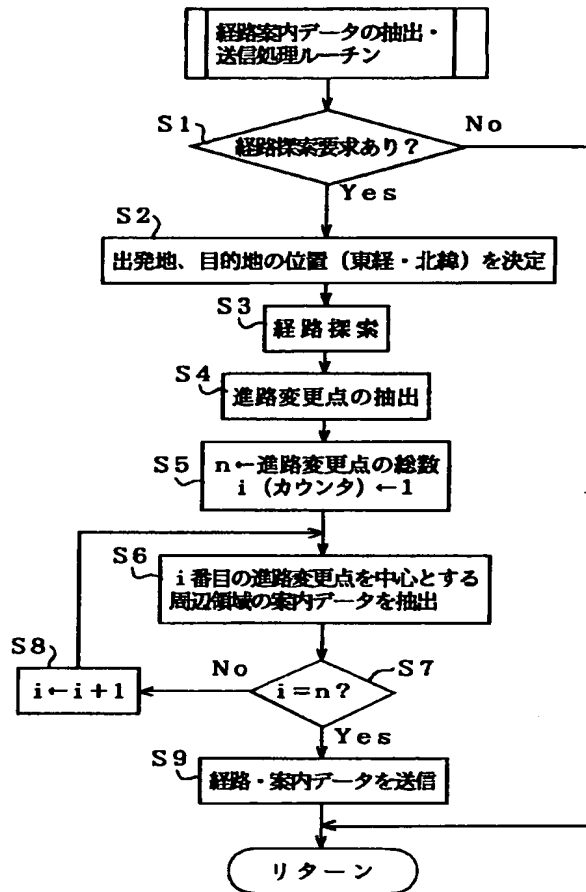 経路案内データの抽出・
送信処理ルーチン
S1
経路探索要求あり?
No
Yes
S2
出発地、目的地の位置(東経・北緯)を決定
S3
経路探索
S4
進路変更点の抽出
S5
n←進路変更点の総数
i(カウンタ)←1
S6
i番目の進路変更点を中心とする
周辺領域の案内データを抽出
S7
i=n?
No
S8
i←i+1
Yes
S9
経路・案内データを送信
リターン